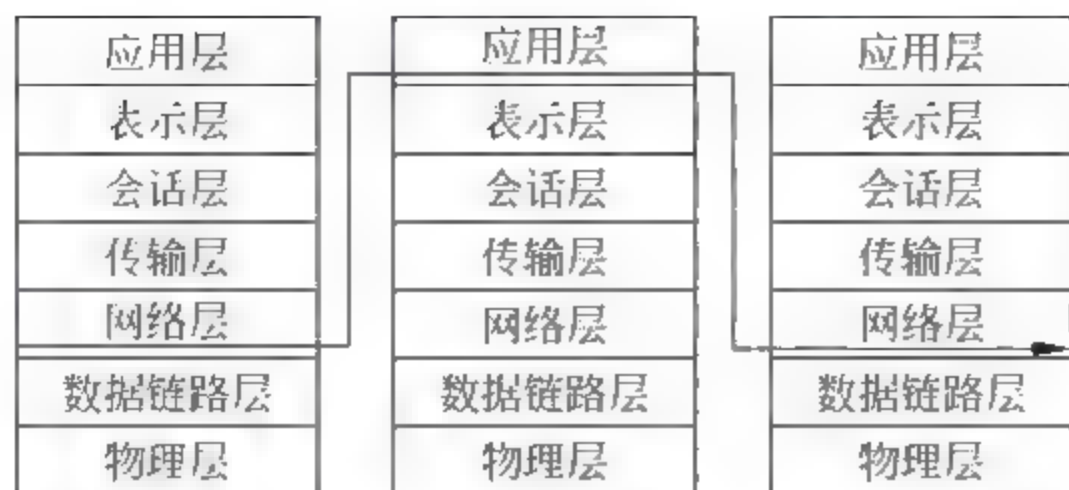 应用层 应用层 应用层
表示层 表示层 表示层
会话层 会话层 会话层
传输层 传输层 传输层
网络层 网络层 网络层
数据链路层 数据链路层 数据链路层
物理层 物理层 物理层